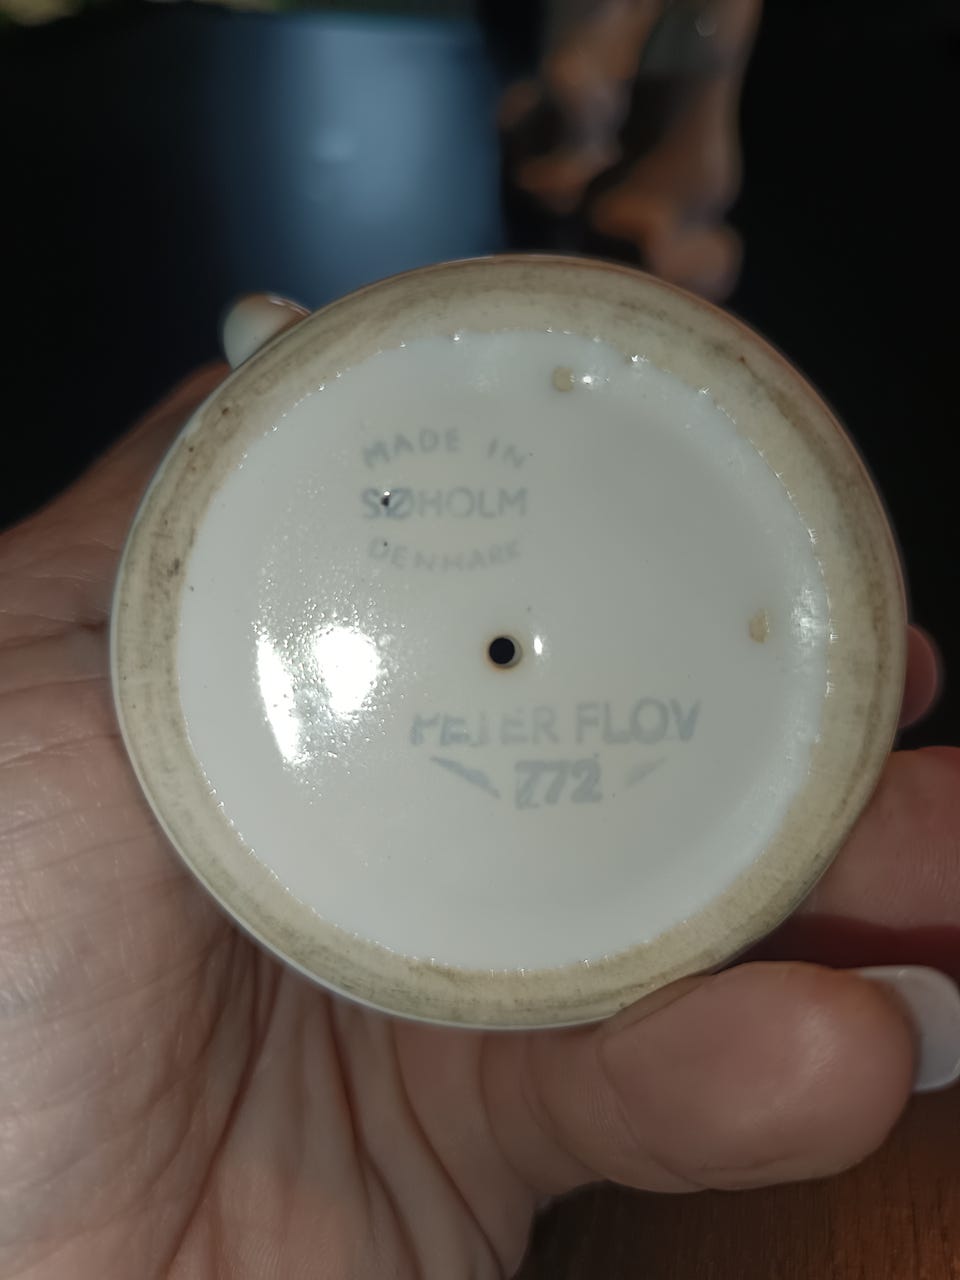 MADE IN
SØHOLM
DENMARK
PETER FLOV
772